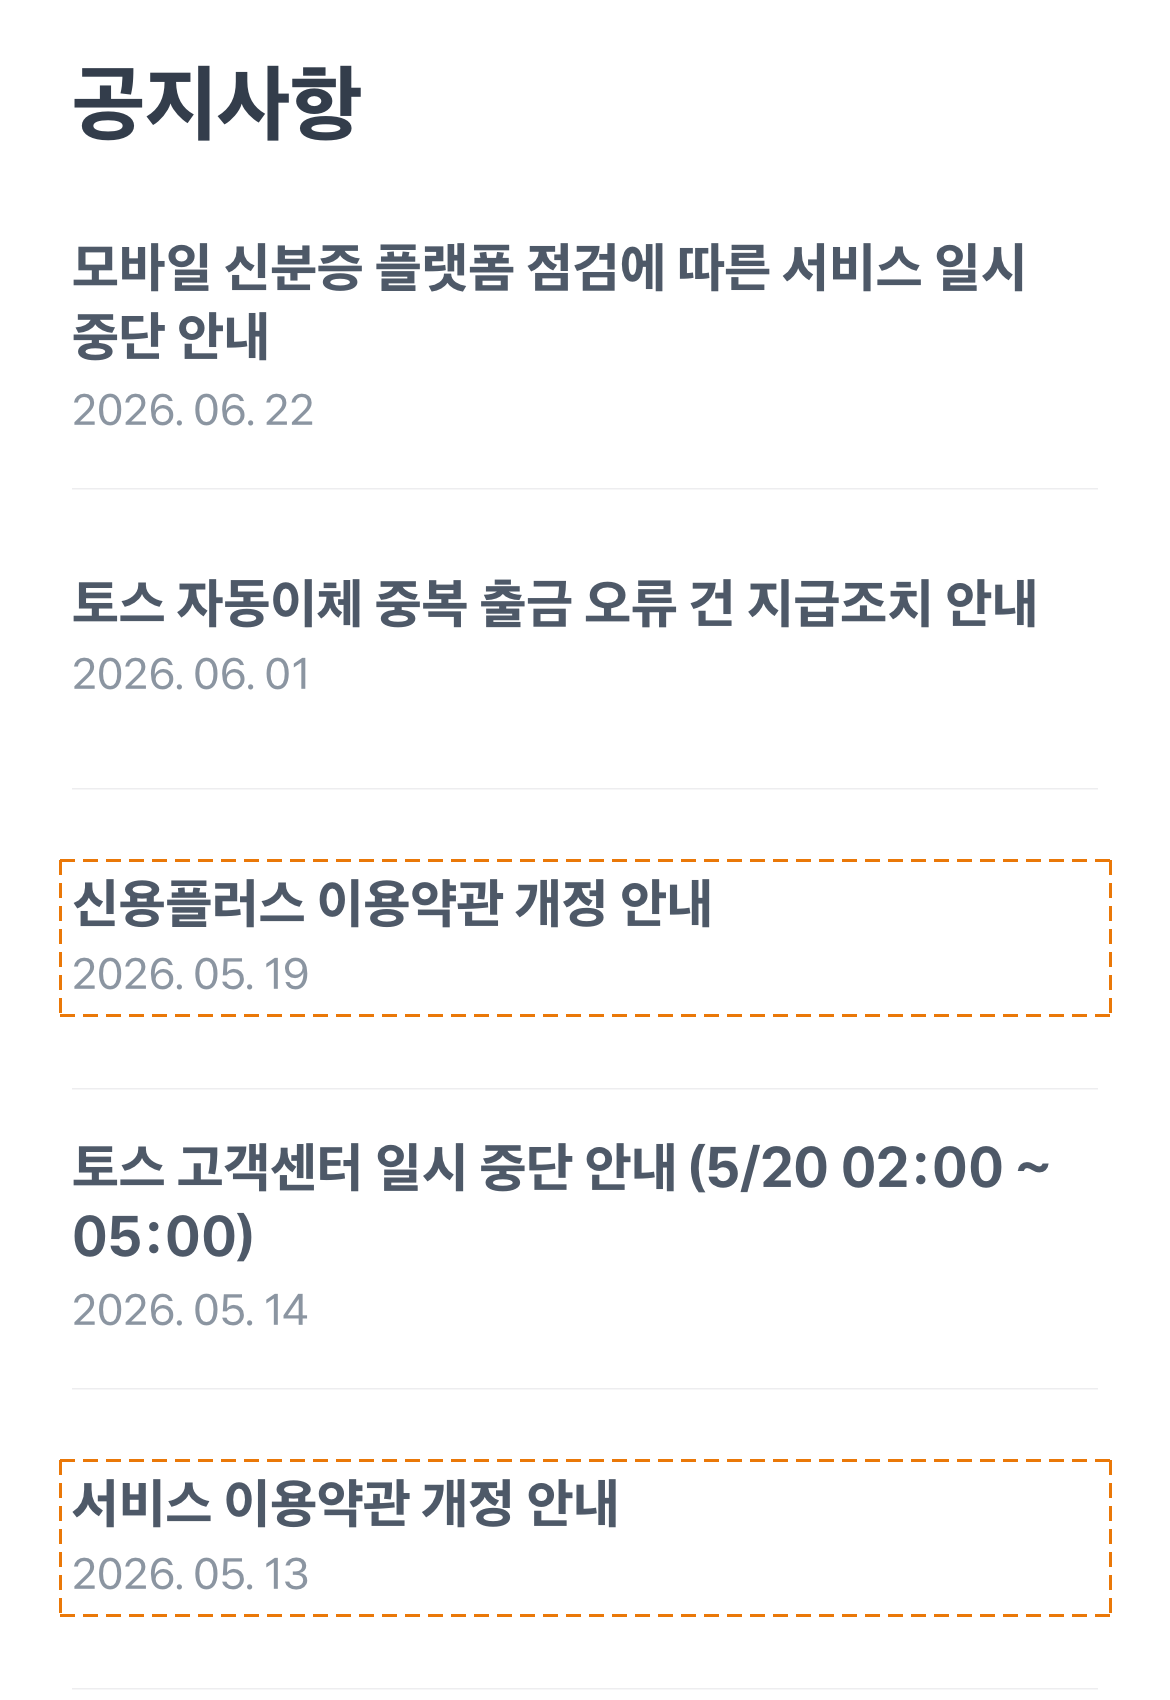 공지사항
모바일 신분증 플랫폼 점검에 따른 서비스 일시
중단 안내
2026. 06. 22
토스 자동이체 중복 출금 오류 건 지급조치 안내
2026. 06. 01
신용플러스 이용약관 개정 안내
2026. 05. 19
토스 고객센터 일시 중단 안내 (5/20 02:00 ~
05:00)
2026. 05. 14
서비스 이용약관 개정 안내
2026. 05. 13